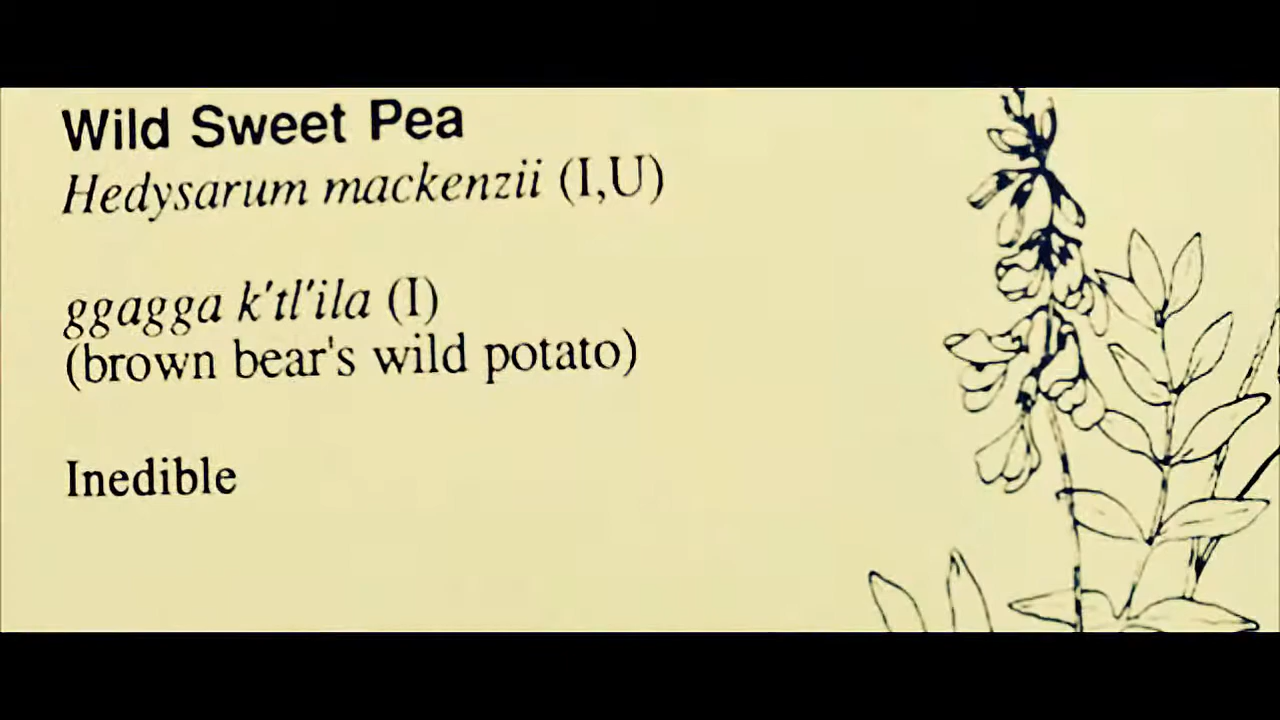 Wild Sweet Pea
Hedysarum mackenzii (I,U)
ggagga k'tl'ila (I)
(brown bear's wild potato)
Inedible